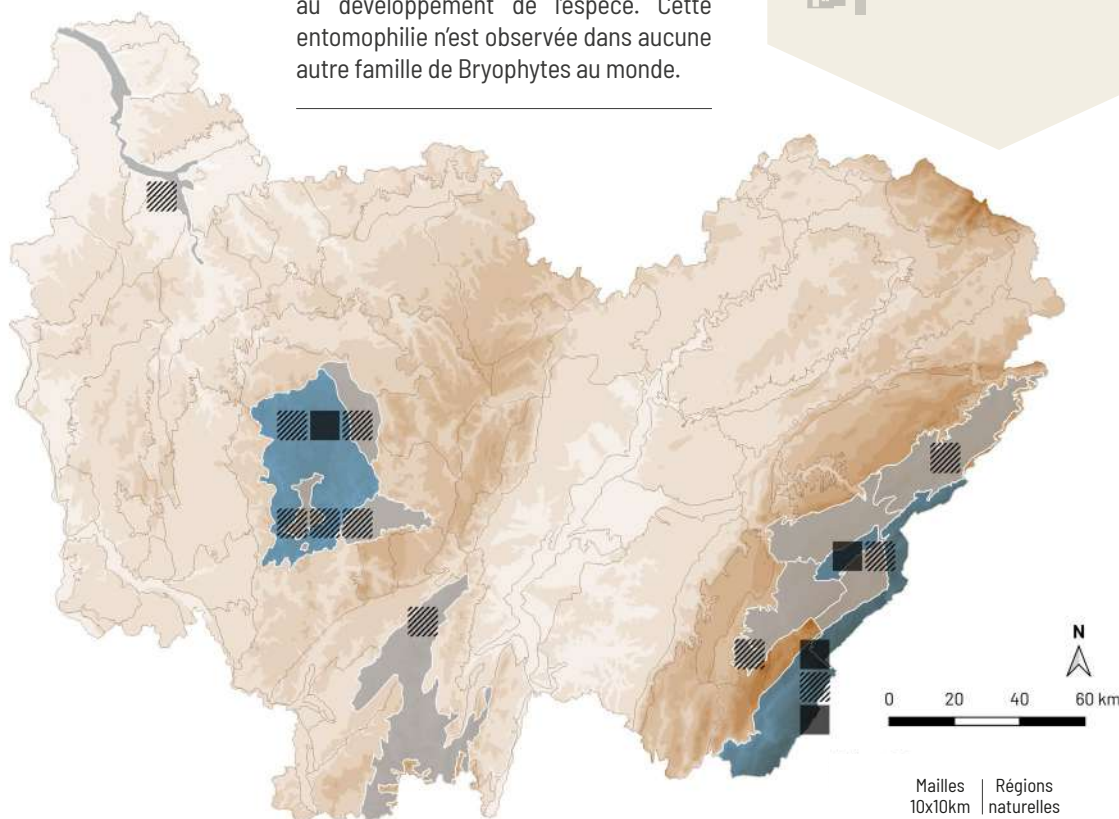 au développement de l'espèce. Cette
entomophilie n'est observée dans aucune
autre famille de Bryophytes au monde.
N
0 20 40 60 km
Mailles Régions
10x10km naturelles